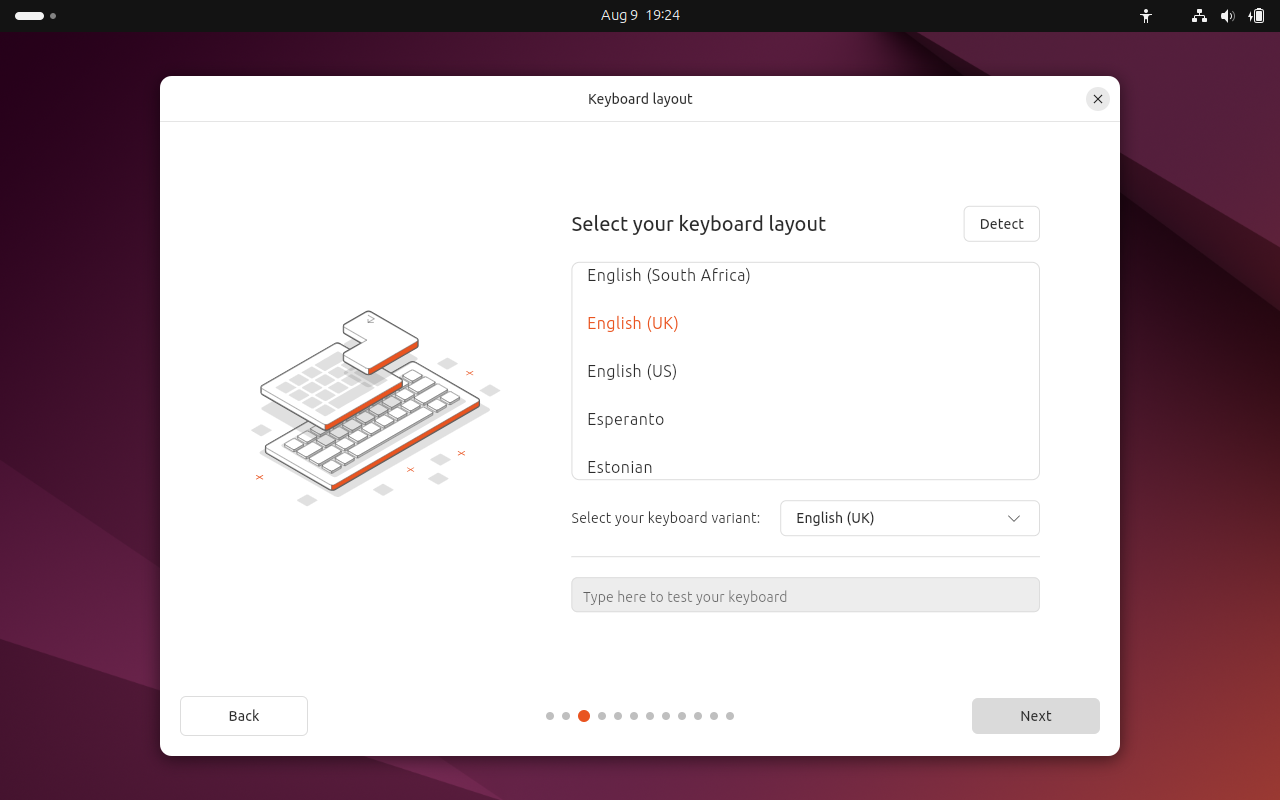 Aug 9 19:24
Keyboard layout
Select your keyboard layout
Detect
English (South Africa)
English (UK)
English (US)
Esperanto
Estonian
Select your keyboard variant: English (UK)
Type here to test your keyboard
Back
Next